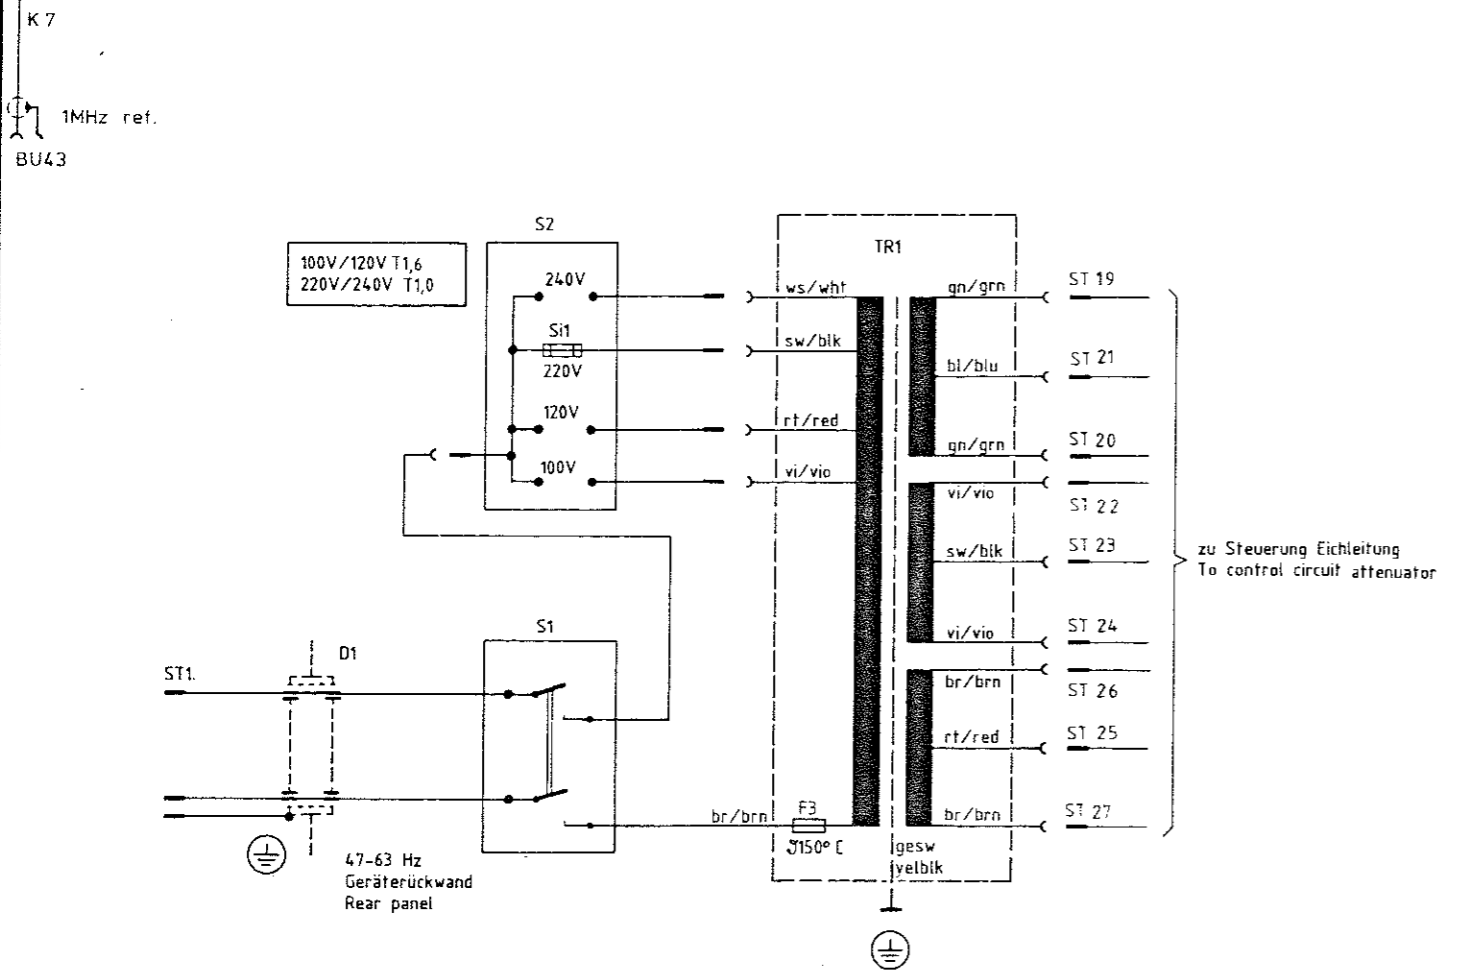 K7
1MHz ref.
BU43
S2
100V/120V T1,6
220V/240V T1,0
240V
Si1
220V
120V
100V
TR1
ws/wht
sw/blk
rt/red
vi/vio
gn/grn
bl/blu
gn/grn
vi/vio
sw/blk
vi/vio
br/brn
rt/red
br/brn
ST 19
ST 21
ST 20
ST 22
ST 23
ST 24
ST 26
ST 25
ST 27
zu Steuerung Eichleitung
To control circuit attenuator
S1
D1
ST1.
br/brn
F3
ϑ150° C
gesw
yelblk
47-63 Hz
Geräterückwand
Rear panel